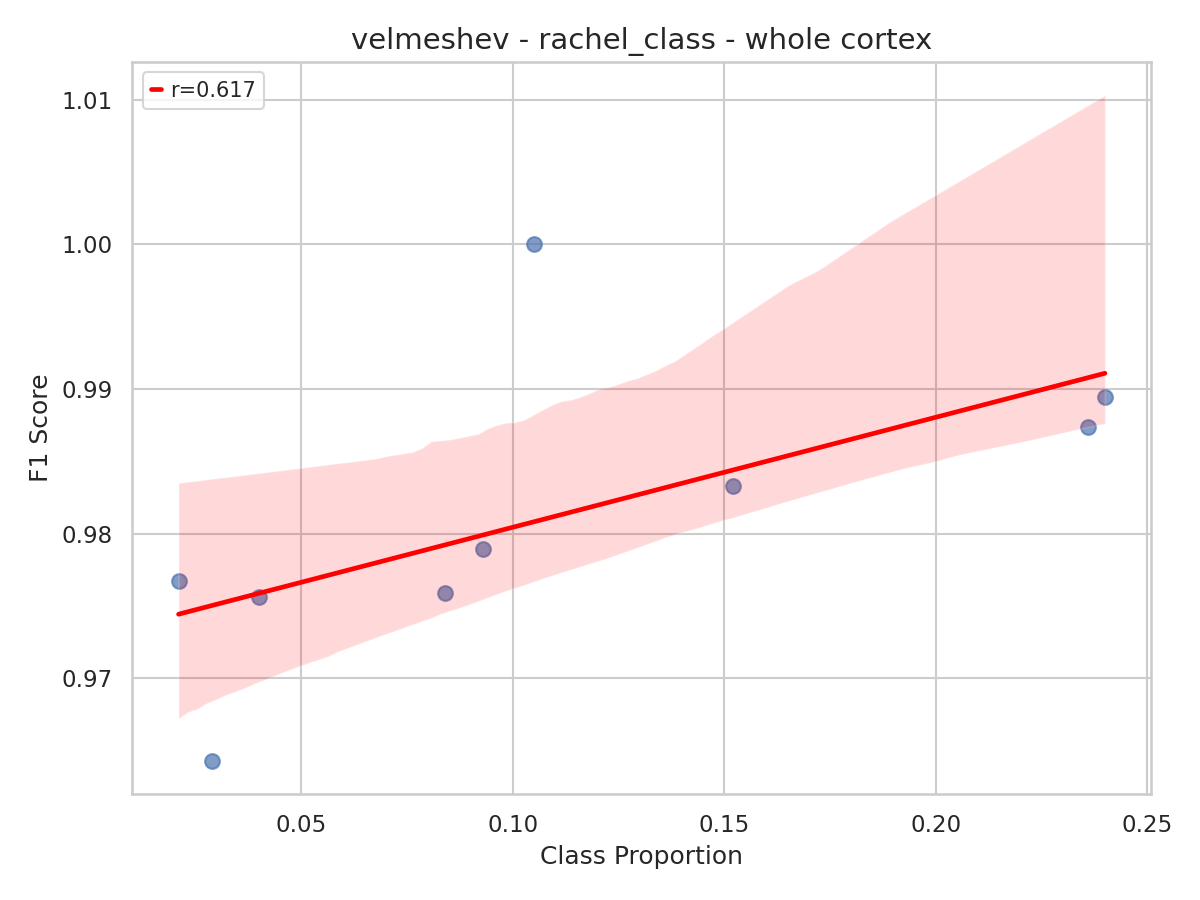 velmeshev - rachel_class - whole cortex
r=0.617
1.01
1.00
0.99
0.98
0.97
F1 Score
0.05
0.10
0.15
0.20
0.25
Class Proportion